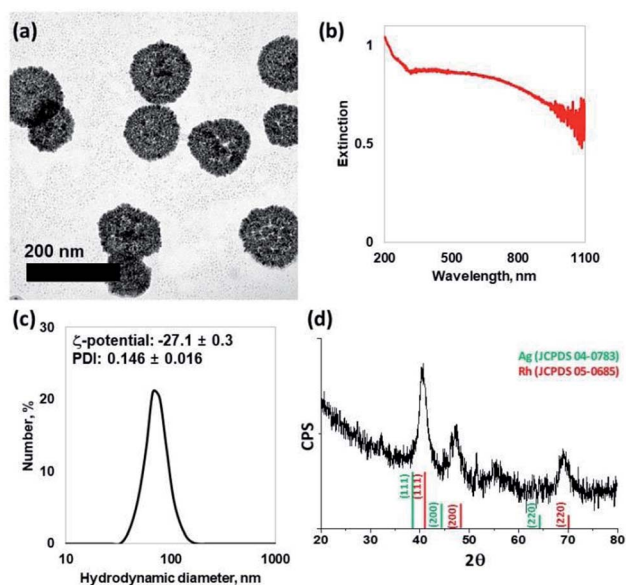 (a)
200 nm
(b)
1
0.5
0
Extinction
200
500
800
1100
Wavelength, nm
(c)
ζ-potential: -27.1 ± 0.3
PDI: 0.146 ± 0.016
30
20
10
0
Number, %
10
100
1000
Hydrodynamic diameter, nm
(d)
Ag (JCPDS 04-0783)
Rh (JCPDS 05-0685)
CPS
(111)
(111)
(200)
(200)
(220)
(220)
20
30
40
50
60
70
80
2θ